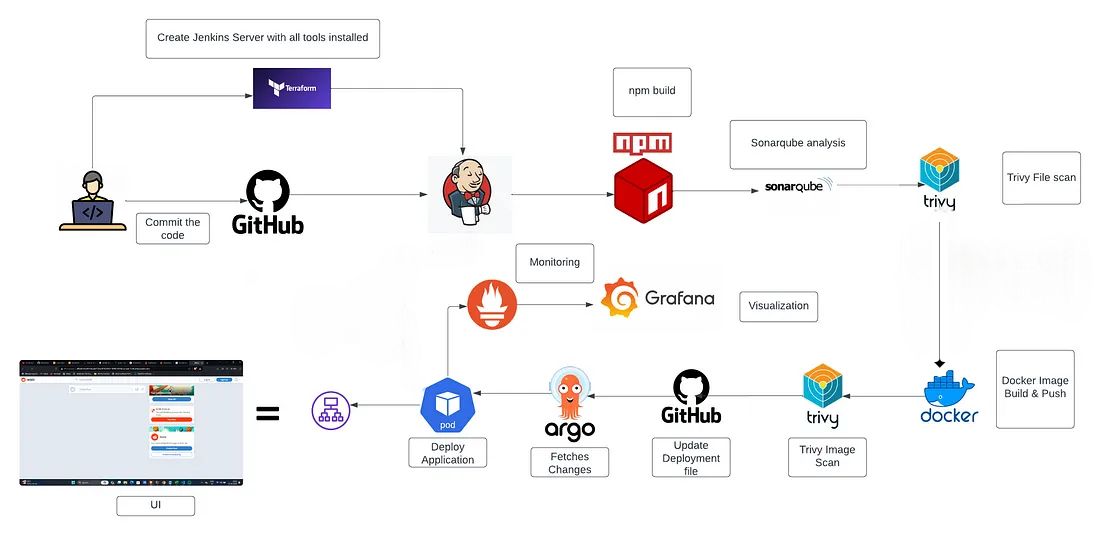 Create Jenkins Server with all tools installed
Terraform
npm build
npm
n
Sonarqube analysis
sonarqube
trivy
Trivy File scan
</>
Commit the
code
GitHub
Monitoring
Grafana
Visualization
UI
=
pod
Deploy
Application
argo
Fetches
Changes
GitHub
Update
Deployment
file
trivy
Trivy Image
Scan
docker
Docker Image
Build & Push